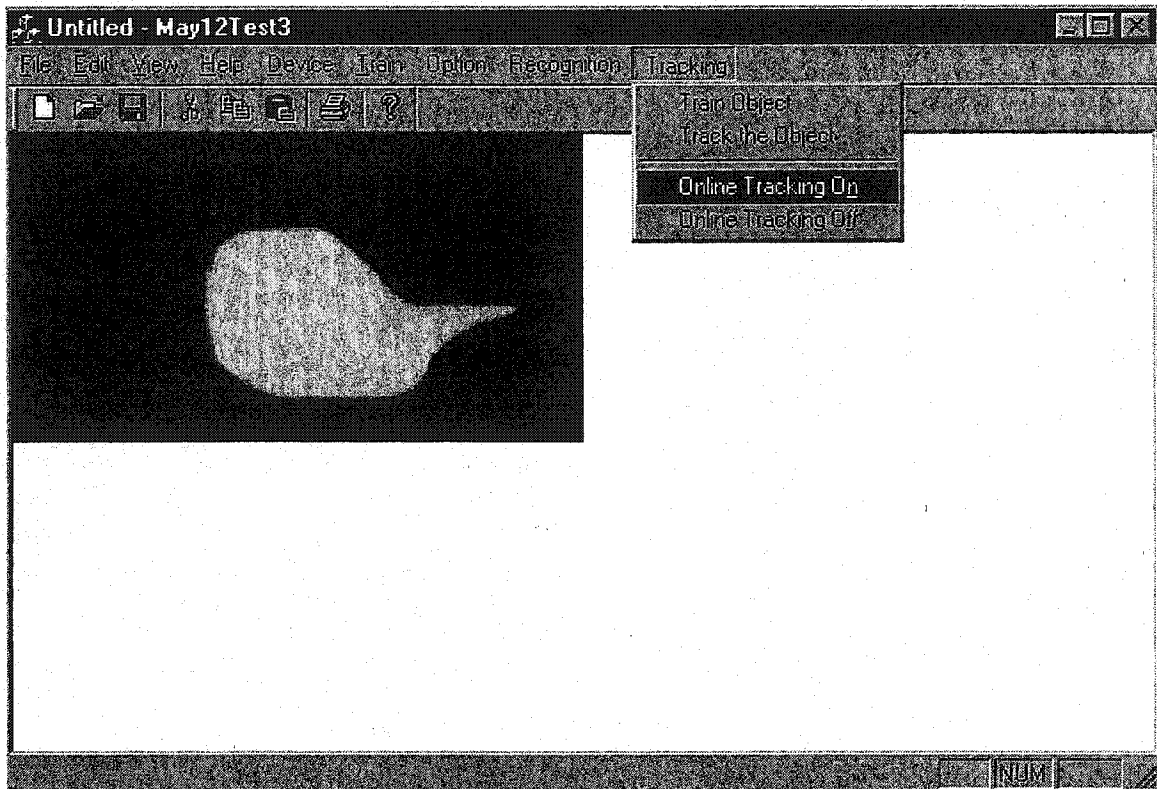 Untitled - May12Test3
File Edit View Help Device Train Option Recognition Tracking
Train Object
Track the Object
Online Tracking On
Online Tracking Off
NUM